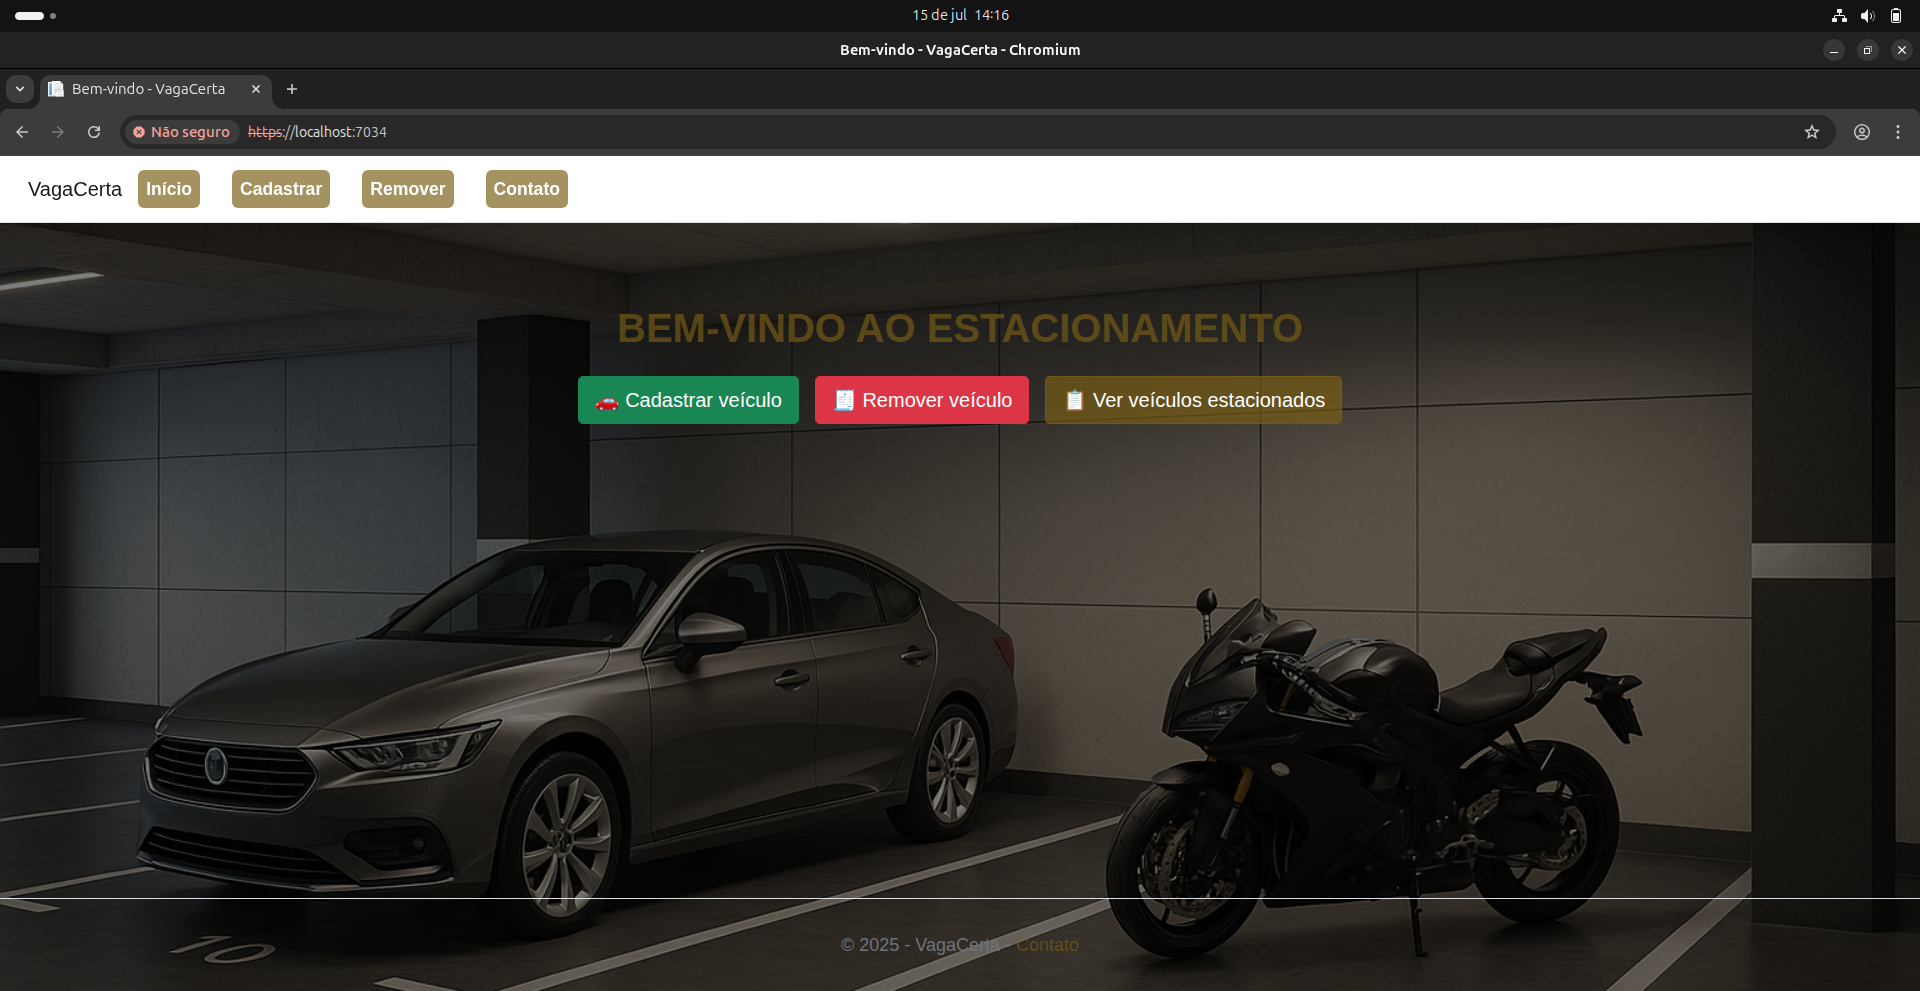 15 de jul 14:16
Bem-vindo - VagaCerta - Chromium
Bem-vindo - VagaCerta
Não seguro https://localhost:7034
VagaCerta Início Cadastrar Remover Contato
BEM-VINDO AO ESTACIONAMENTO
Cadastrar veículo Remover veículo Ver veículos estacionados
10
© 2025 - VagaCerta - Contato